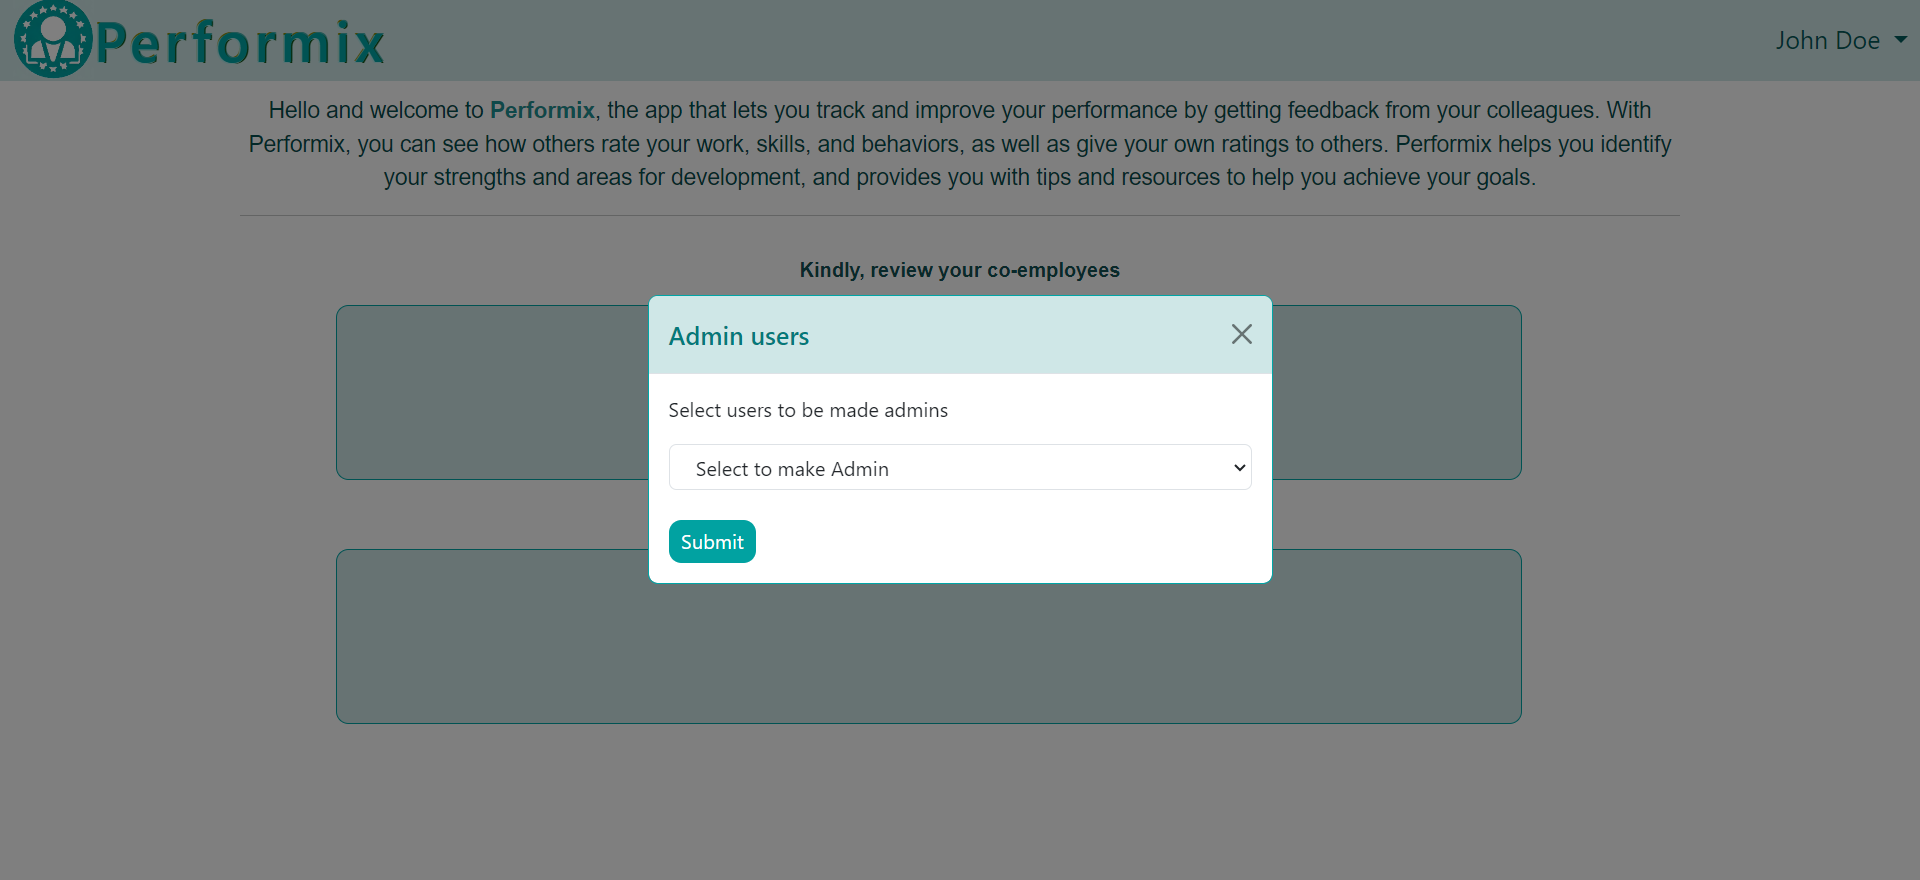 Performix
John Doe
Hello and welcome to Performix, the app that lets you track and improve your performance by getting feedback from your colleagues. With
Performix, you can see how others rate your work, skills, and behaviors, as well as give your own ratings to others. Performix helps you identify
your strengths and areas for development, and provides you with tips and resources to help you achieve your goals.
Kindly, review your co-employees
Admin users
Select users to be made admins
Select to make Admin
Submit